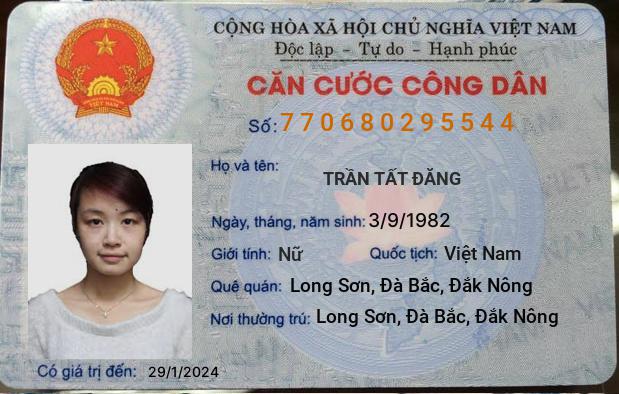 CỘNG HÒA XÃ HỘI CHỦ NGHĨA VIỆT NAM
Độc lập - Tự do - Hạnh phúc
CĂN CƯỚC CÔNG DÂN
Số: 770680295544
Họ và tên:
TRẦN TẤT ĐĂNG
Ngày, tháng, năm sinh: 3/9/1982
Giới tính: Nữ Quốc tịch: Việt Nam
Quê quán: Long Sơn, Đà Bắc, Đắk Nông
Nơi thường trú: Long Sơn, Đà Bắc, Đắk Nông
Có giá trị đến: 29/1/2024
VIỆT NAM